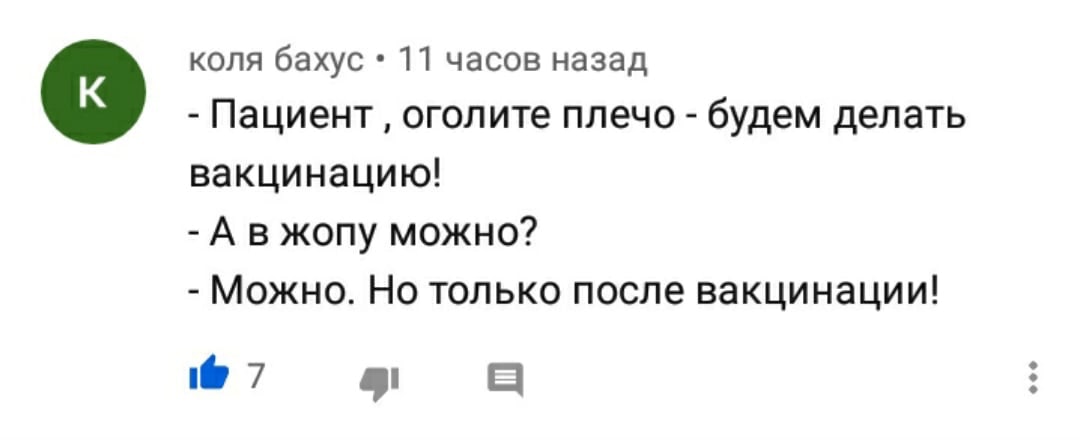 К
коля бахус • 11 часов назад
- Пациент , оголите плечо - будем делать
вакцинацию!
- А в жопу можно?
- Можно. Но только после вакцинации!
7